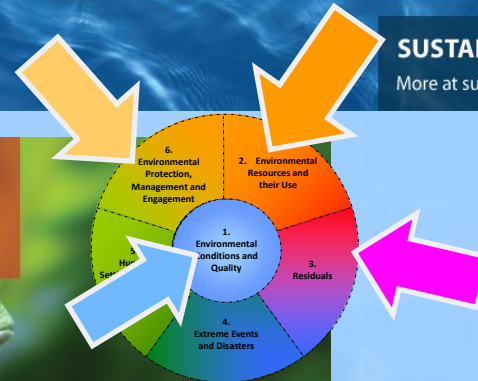 SUSTAI
More at su
6.
Environmental
Protection,
Management and
Engagement
2. Environmental
Resources and
their Use
1.
Environmental
Conditions and
Quality
3.
Residuals
4.
Extreme Events
and Disasters